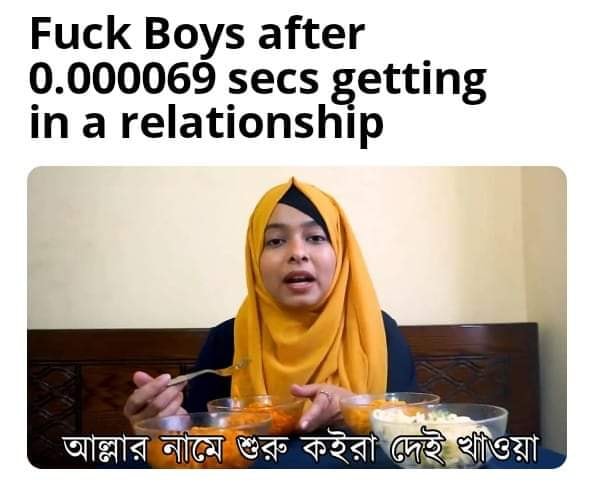 Fuck Boys after
0.000069 secs getting
in a relationship
আল্লার নামে শুরু কইরা দেই খাওয়া